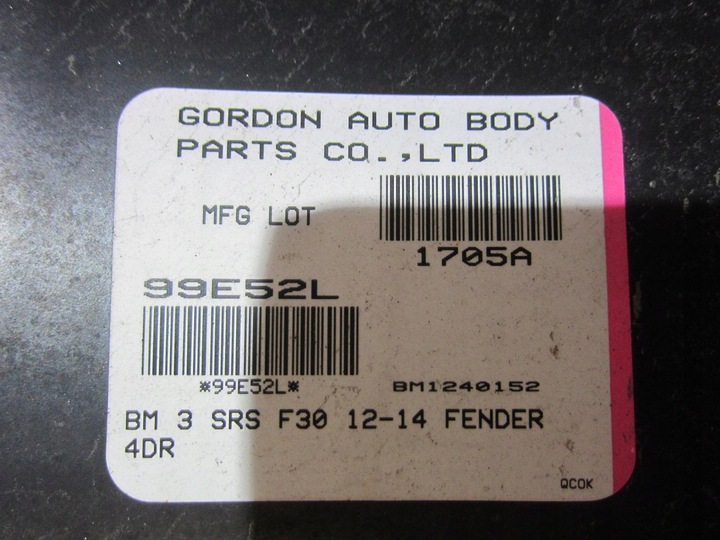 GORDON AUTO BODY
PARTS CO.,LTD
MFG LOT
1705A
99E52L
*99E52L*
BM1240152
BM 3 SRS F30 12-14 FENDER
4DR
QCOK